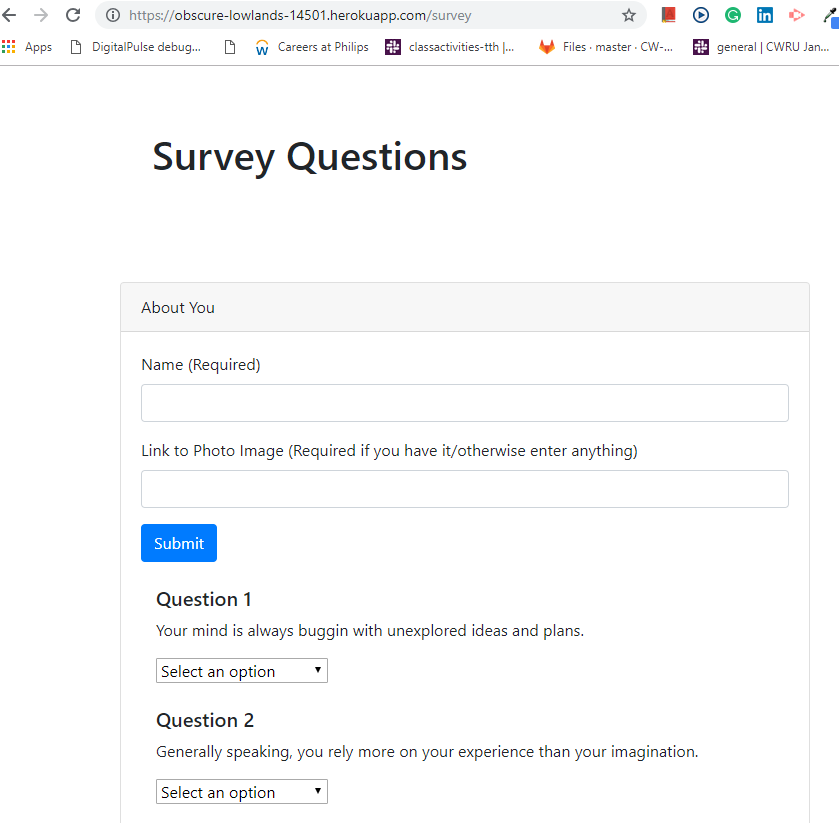 https://obscure-lowlands-14501.herokuapp.com/survey
Apps DigitalPulse debug... Careers at Philips classactivities-tth |... Files · master · CW-... general | CWRU Jan...
Survey Questions
About You
Name (Required)
Link to Photo Image (Required if you have it/otherwise enter anything)
Submit
Question 1
Your mind is always buggin with unexplored ideas and plans.
Select an option
Question 2
Generally speaking, you rely more on your experience than your imagination.
Select an option